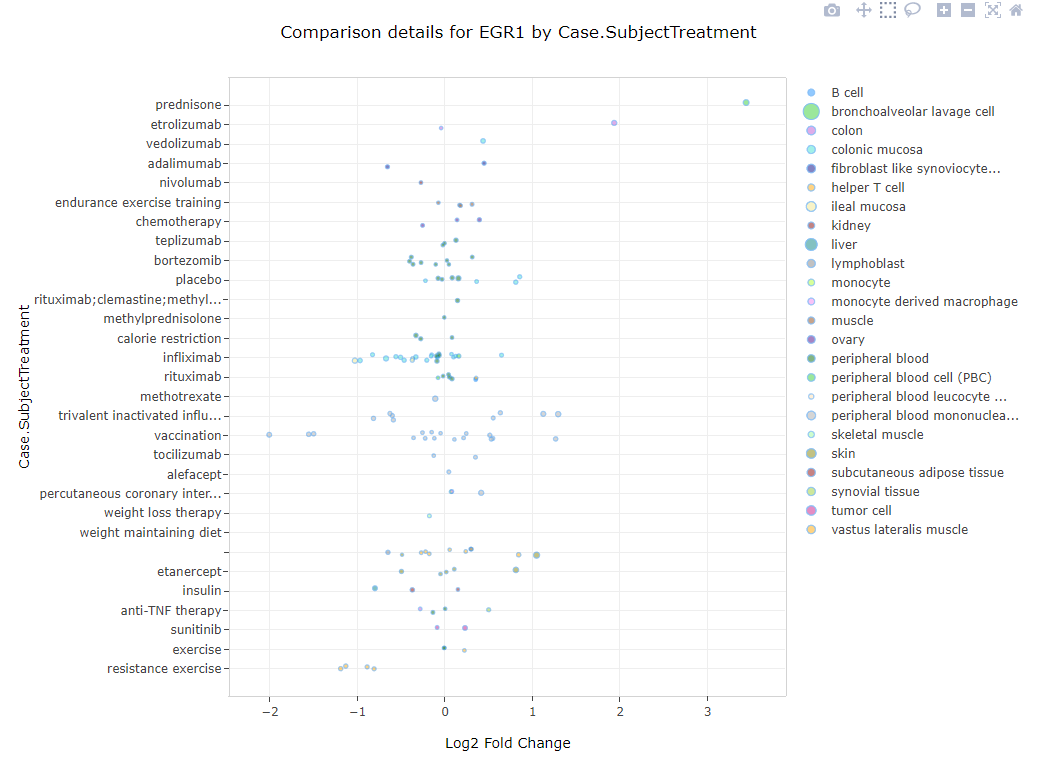 Comparison details for EGR1 by Case.SubjectTreatment
prednisone
etrolizumab
vedolizumab
adalimumab
nivolumab
endurance exercise training
chemotherapy
teplizumab
bortezomib
placebo
rituximab;clemastine;methyl...
methylprednisolone
calorie restriction
infliximab
rituximab
methotrexate
trivalent inactivated influ...
vaccination
tocilizumab
alefacept
percutaneous coronary inter...
weight loss therapy
weight maintaining diet
etanercept
insulin
anti-TNF therapy
sunitinib
exercise
resistance exercise
Case.SubjectTreatment
−2
−1
0
1
2
3
Log2 Fold Change
B cell
bronchoalveolar lavage cell
colon
colonic mucosa
fibroblast like synoviocyte...
helper T cell
ileal mucosa
kidney
liver
lymphoblast
monocyte
monocyte derived macrophage
muscle
ovary
peripheral blood
peripheral blood cell (PBC)
peripheral blood leucocyte ...
peripheral blood mononuclea...
skeletal muscle
skin
subcutaneous adipose tissue
synovial tissue
tumor cell
vastus lateralis muscle